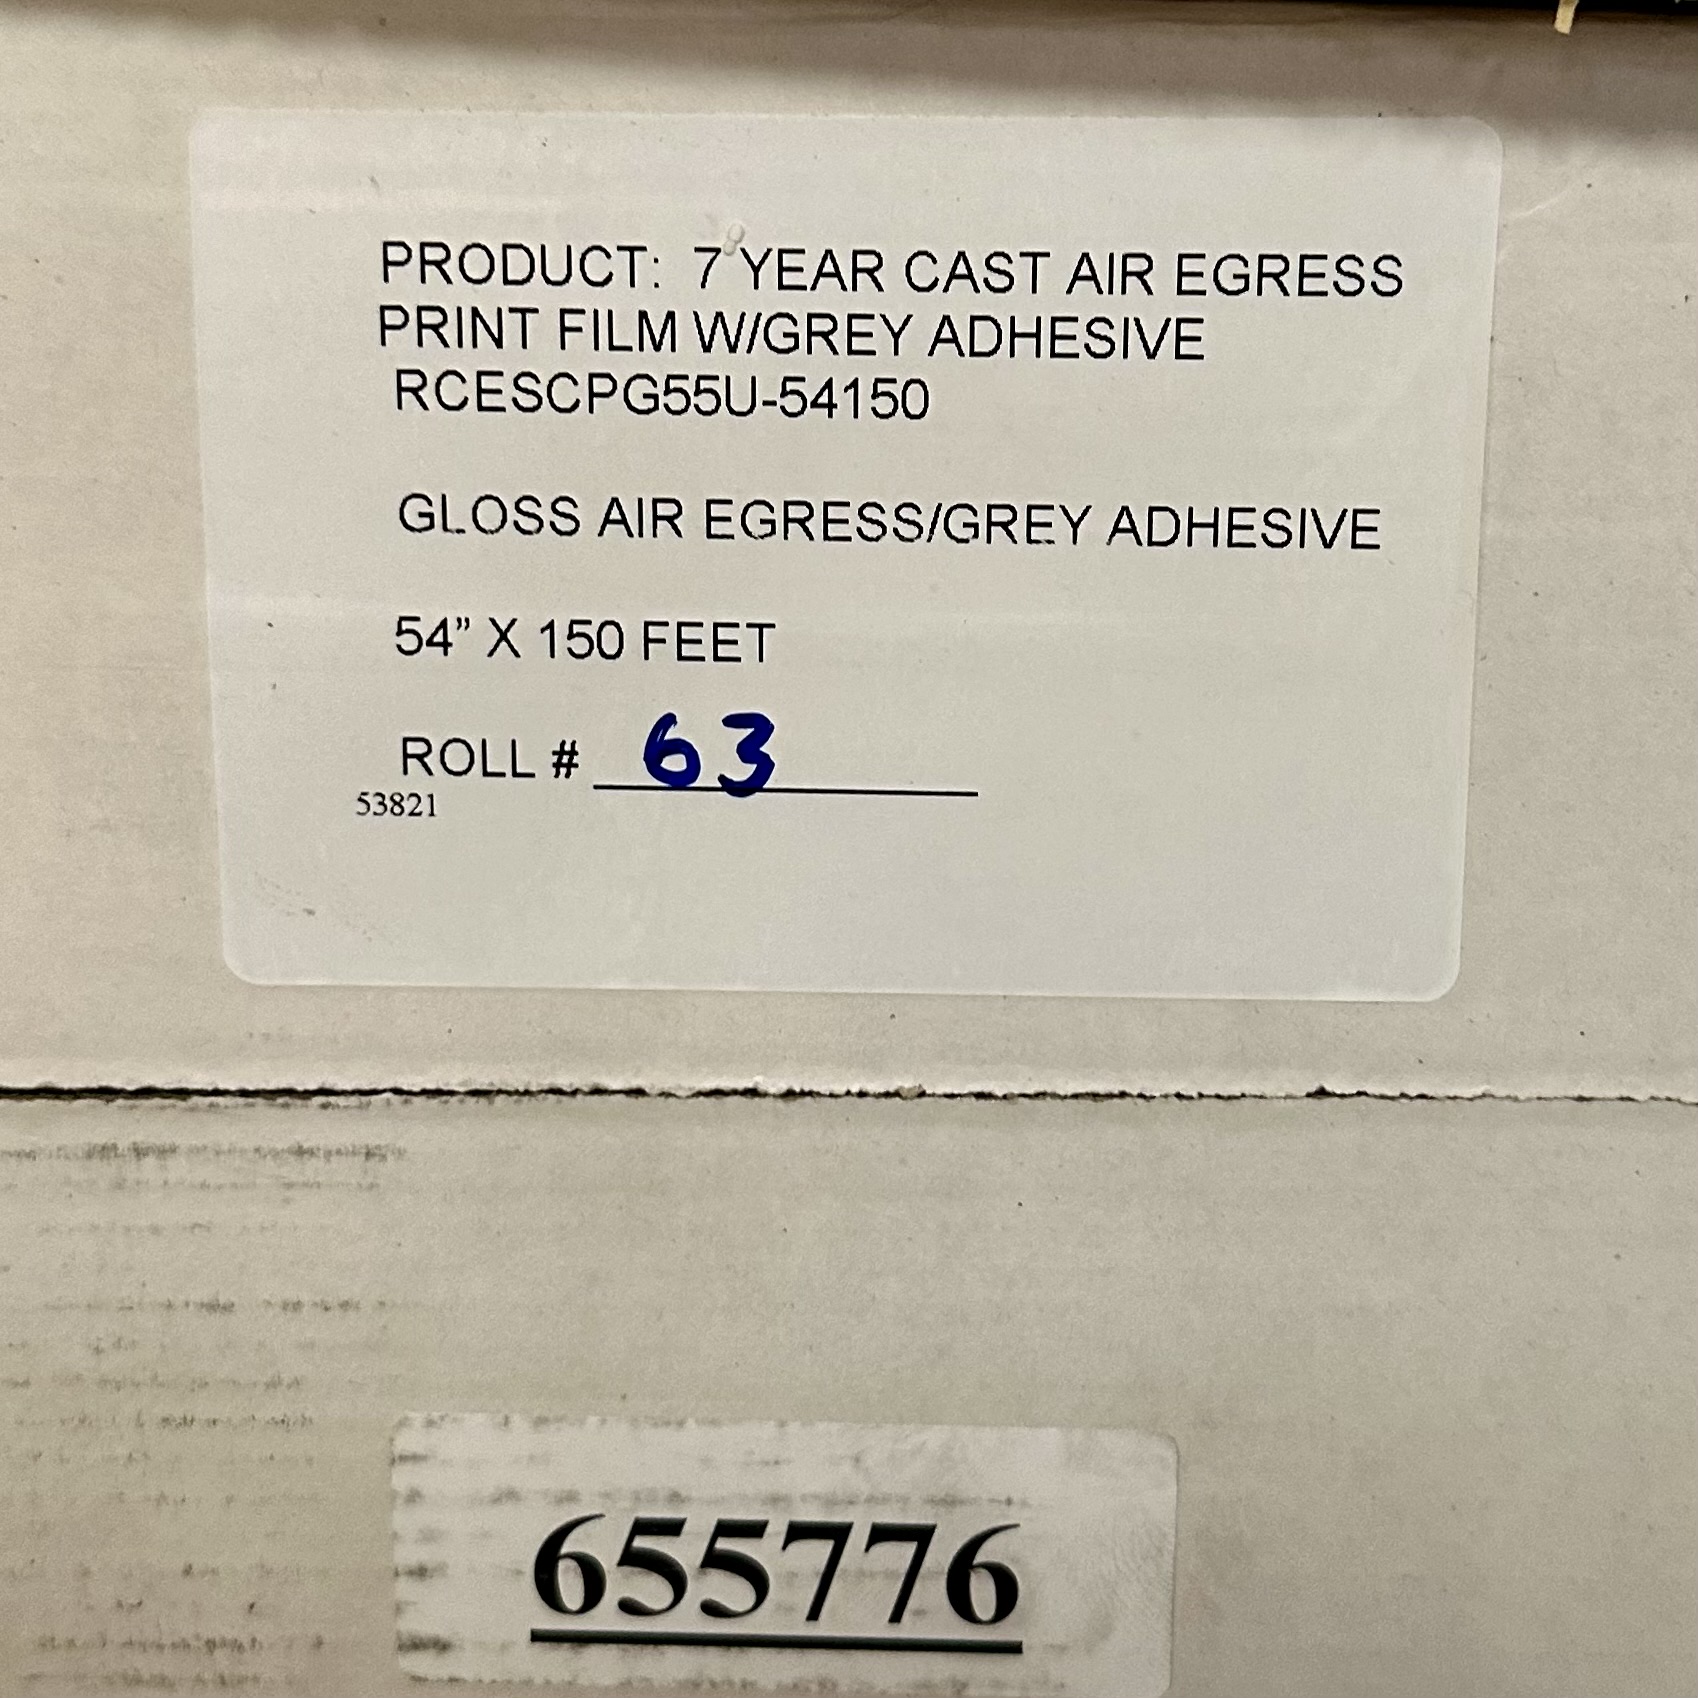 PRODUCT: 7 YEAR CAST AIR EGRESS
PRINT FILM W/GREY ADHESIVE
RCESCPG55U-54150
GLOSS AIR EGRESS/GREY ADHESIVE
54” X 150 FEET
ROLL # 63
53821
655776